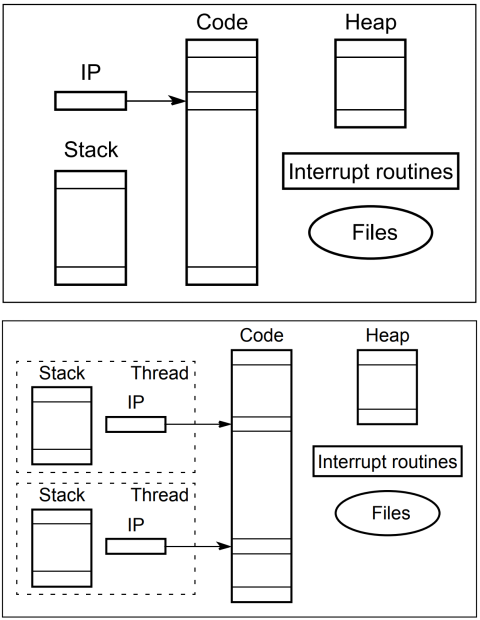 Code
Heap
IP
Stack
Interrupt routines
Files
Code
Heap
Stack
Thread
IP
Interrupt routines
Stack
Thread
Files
IP